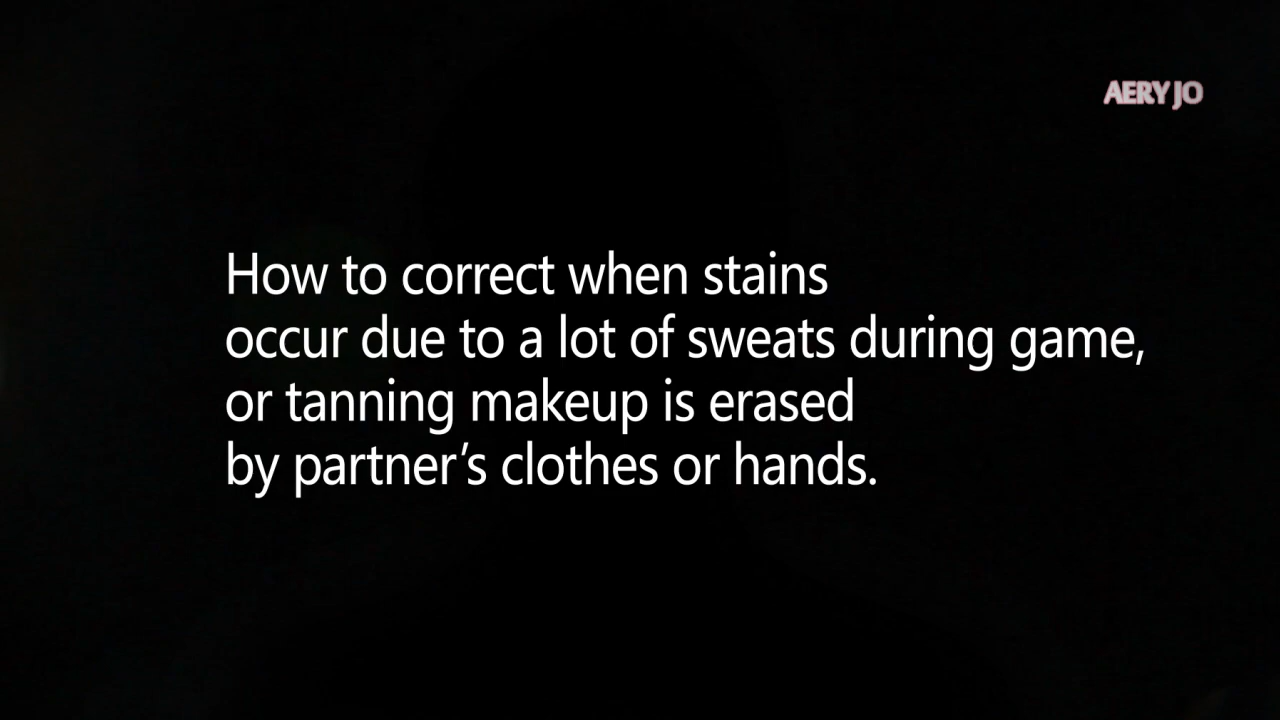 AERY JO
How to correct when stains
occur due to a lot of sweats during game,
or tanning makeup is erased
by partner’s clothes or hands.